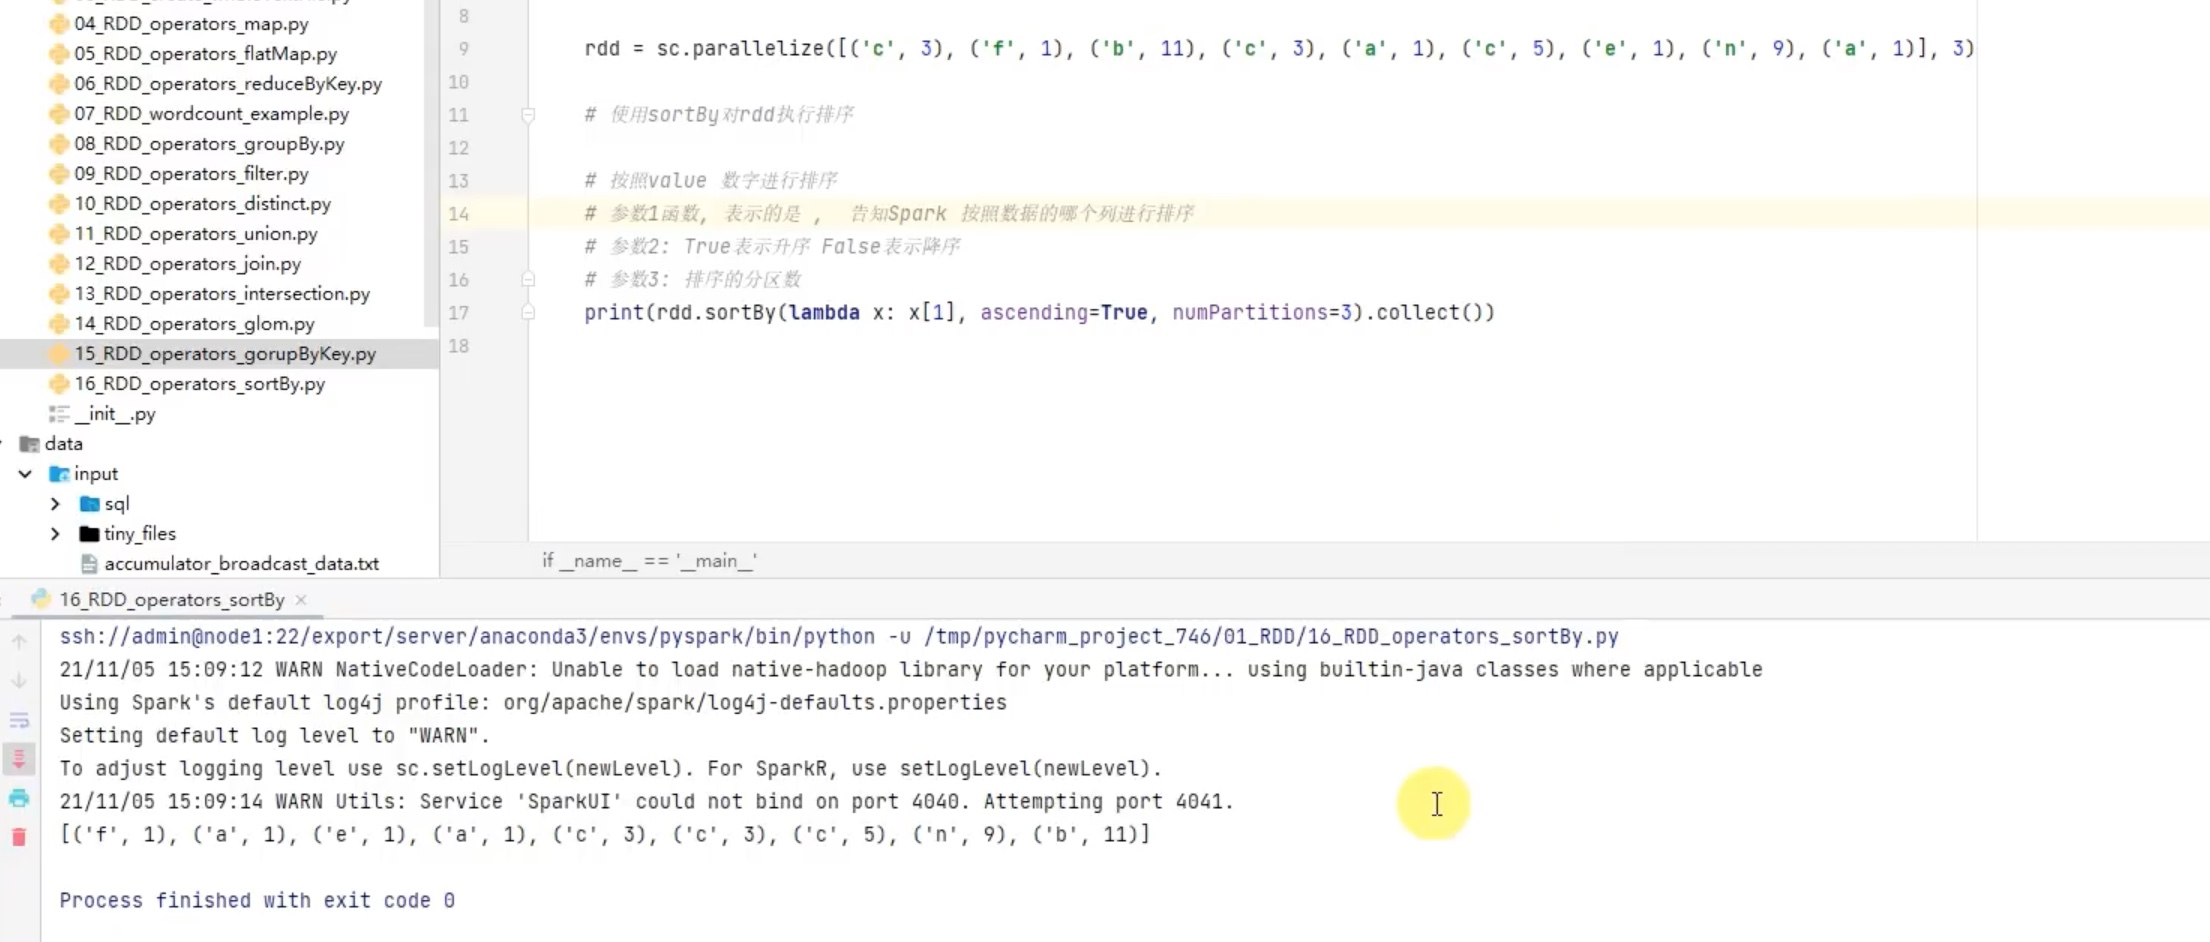 04_RDD_operators_map.py
05_RDD_operators_flatMap.py
06_RDD_operators_reduceByKey.py
07_RDD_wordcount_example.py
08_RDD_operators_groupBy.py
09_RDD_operators_filter.py
10_RDD_operators_distinct.py
11_RDD_operators_union.py
12_RDD_operators_join.py
13_RDD_operators_intersection.py
14_RDD_operators_glom.py
15_RDD_operators_gorupByKey.py
16_RDD_operators_sortBy.py
__init__.py
data
input
sql
tiny_files
accumulator_broadcast_data.txt
8
9 rdd = sc.parallelize([('c', 3), ('f', 1), ('b', 11), ('c', 3), ('a', 1), ('c', 5), ('e', 1), ('n', 9), ('a', 1)], 3)
10
11 # 使用sortBy对rdd执行排序
12
13 # 按照value 数字进行排序
14 # 参数1函数, 表示的是 , 告知Spark 按照数据的哪个列进行排序
15 # 参数2: True表示升序 False表示降序
16 # 参数3: 排序的分区数
17 print(rdd.sortBy(lambda x: x[1], ascending=True, numPartitions=3).collect())
18
if __name__ == '__main__'
16_RDD_operators_sortBy ×
ssh://admin@node1:22/export/server/anaconda3/envs/pyspark/bin/python -u /tmp/pycharm_project_746/01_RDD/16_RDD_operators_sortBy.py
21/11/05 15:09:12 WARN NativeCodeLoader: Unable to load native-hadoop library for your platform... using builtin-java classes where applicable
Using Spark's default log4j profile: org/apache/spark/log4j-defaults.properties
Setting default log level to "WARN".
To adjust logging level use sc.setLogLevel(newLevel). For SparkR, use setLogLevel(newLevel).
21/11/05 15:09:14 WARN Utils: Service 'SparkUI' could not bind on port 4040. Attempting port 4041.
[('f', 1), ('a', 1), ('e', 1), ('a', 1), ('c', 3), ('c', 3), ('c', 5), ('n', 9), ('b', 11)]
Process finished with exit code 0